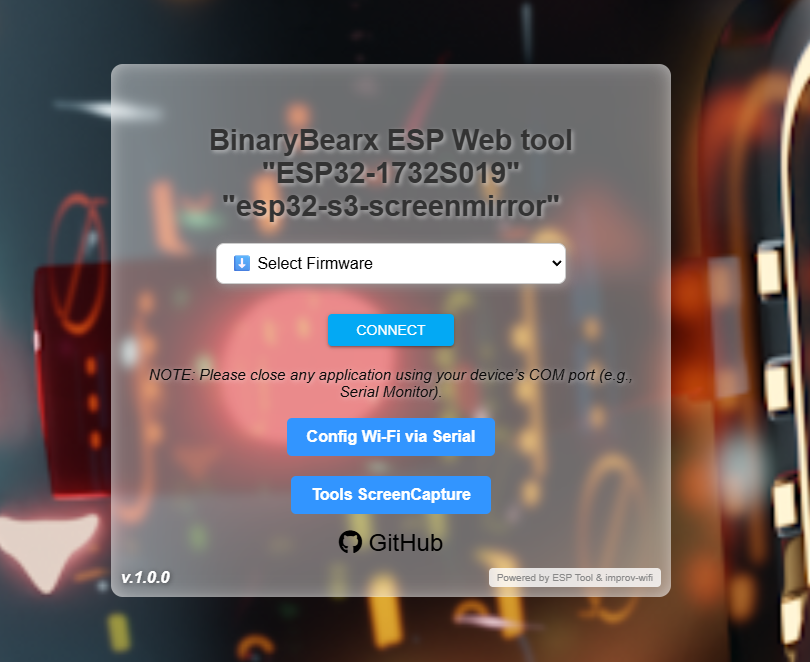 BinaryBearx ESP Web tool
"ESP32-1732S019"
"esp32-s3-screenmirror"
⬇️ Select Firmware
CONNECT
NOTE: Please close any application using your device's COM port (e.g.,
Serial Monitor).
Config Wi-Fi via Serial
Tools ScreenCapture
GitHub
v.1.0.0
Powered by ESP Tool & improv-wifi